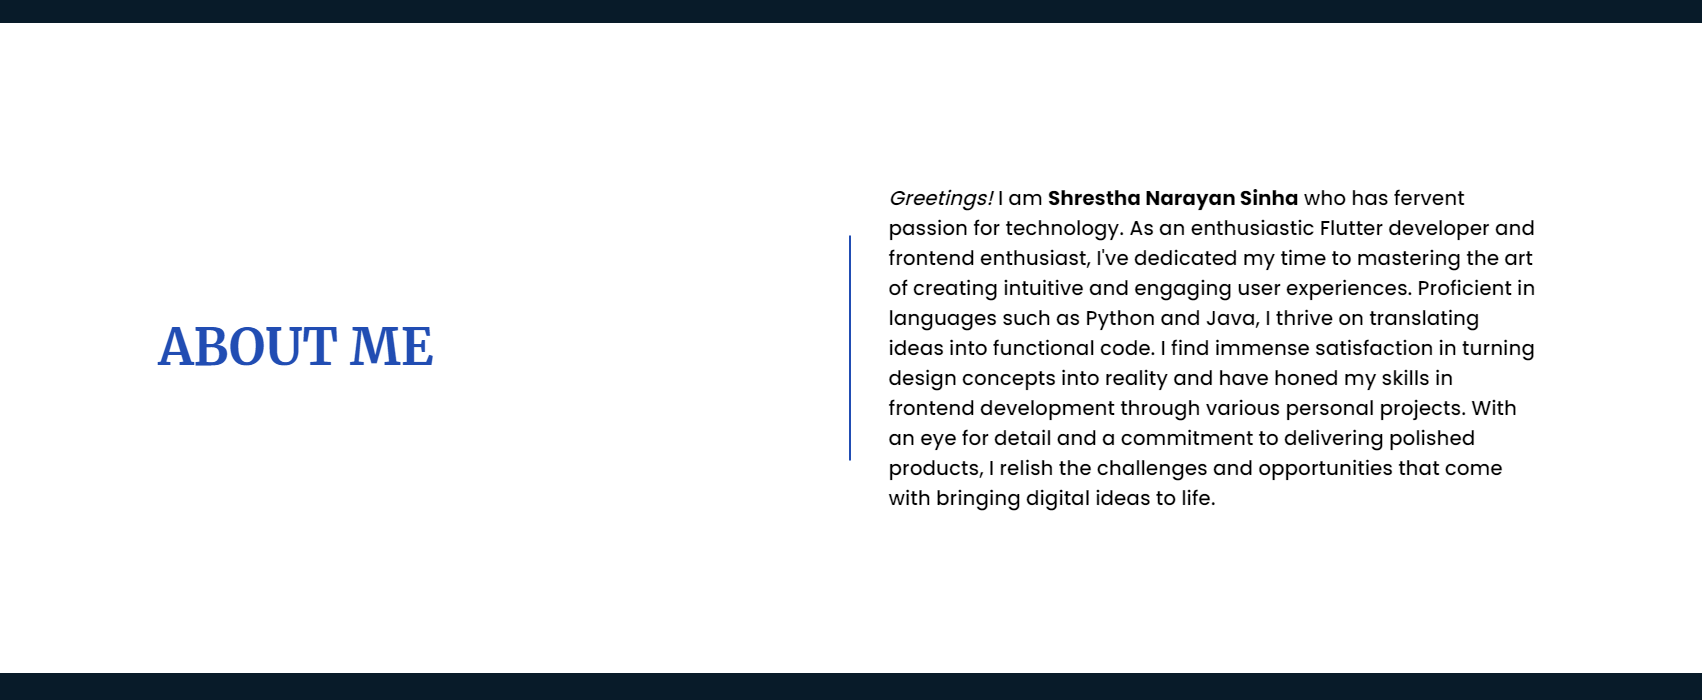 ABOUT ME
Greetings! I am Shrestha Narayan Sinha who has fervent
passion for technology. As an enthusiastic Flutter developer and
frontend enthusiast, I've dedicated my time to mastering the art
of creating intuitive and engaging user experiences. Proficient in
languages such as Python and Java, I thrive on translating
ideas into functional code. I find immense satisfaction in turning
design concepts into reality and have honed my skills in
frontend development through various personal projects. With
an eye for detail and a commitment to delivering polished
products, I relish the challenges and opportunities that come
with bringing digital ideas to life.